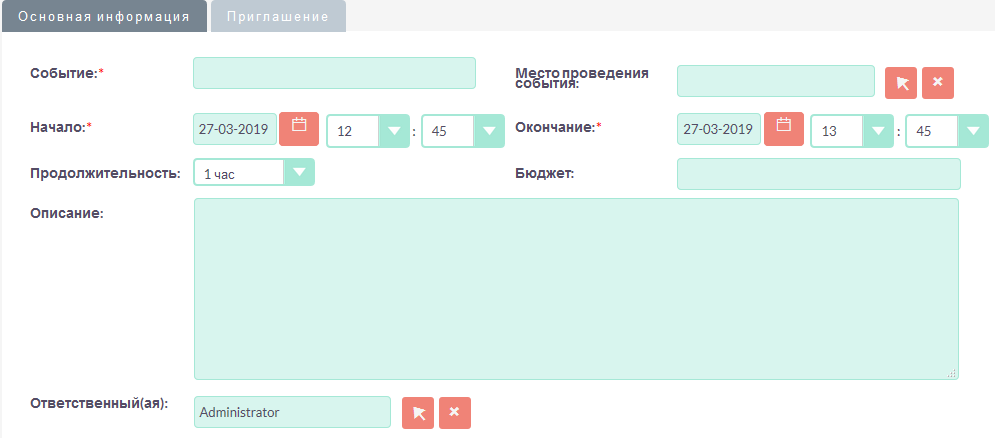 Основная информация Приглашение
Событие:* Место проведения
события:
Начало:* 27-03-2019 12 : 45 Окончание:* 27-03-2019 13 : 45
Продолжительность: 1 час Бюджет:
Описание:
Ответственный(ая): Administrator